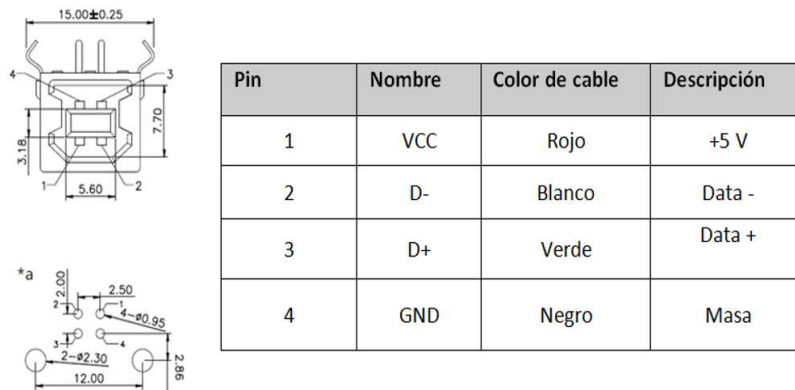 15.00±0.25
4
3
7.70
3.18
1
2
5.60
*a
2.00
2.50
2
1
4-ø0.95
3
4
2-ø2.30
2.86
12.00
Pin Nombre Color de cable Descripción
1 VCC Rojo +5 V
2 D- Blanco Data -
3 D+ Verde Data +
4 GND Negro Masa